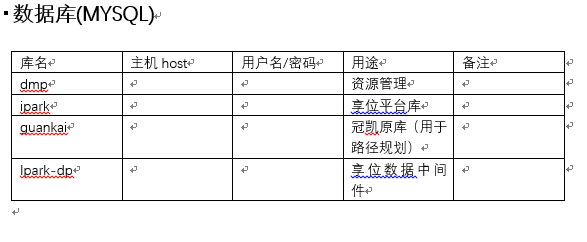 数据库(MYSQL)
库名 主机 host 用户名/密码 用途 备注
dmp 资源管理
ipark 享位平台库
guankai 冠凯原库（用于
路径规划）
Ipark-dp 享位数据中间
件